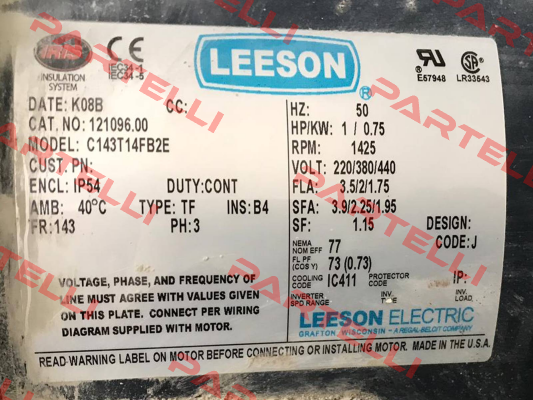 IRIS
INSULATION
SYSTEM
CE
IEC34-1
IEC34-5
LEESON
®
E57948
LR33543
DATE: K08B CC:
CAT. NO: 121096.00
MODEL: C143T14FB2E
CUST. PN:
ENCL: IP54 DUTY: CONT
AMB: 40°C TYPE: TF INS: B4
FR: 143 PH: 3
HZ: 50
HP/KW: 1 / 0.75
RPM: 1425
VOLT: 220/380/440
FLA: 3.5/2/1.75
SFA: 3.9/2.25/1.95
SF: 1.15 DESIGN:
NEMA NOM EFF 77 CODE: J
FL PF (COS Y) 73 (0.73)
COOLING CODE IC411 PROTECTOR CODE IP:
INVERTER SPD RANGE INV. INV. LOAD
VOLTAGE, PHASE, AND FREQUENCY OF
LINE MUST AGREE WITH VALUES GIVEN
ON THIS PLATE. CONNECT PER WIRING
DIAGRAM SUPPLIED WITH MOTOR.
LEESON ELECTRIC
GRAFTON, WISCONSIN - A REGAL-BELOIT COMPANY
READ WARNING LABEL ON MOTOR BEFORE CONNECTING OR INSTALLING MOTOR. MADE IN THE U.S.A.
PARTELLI